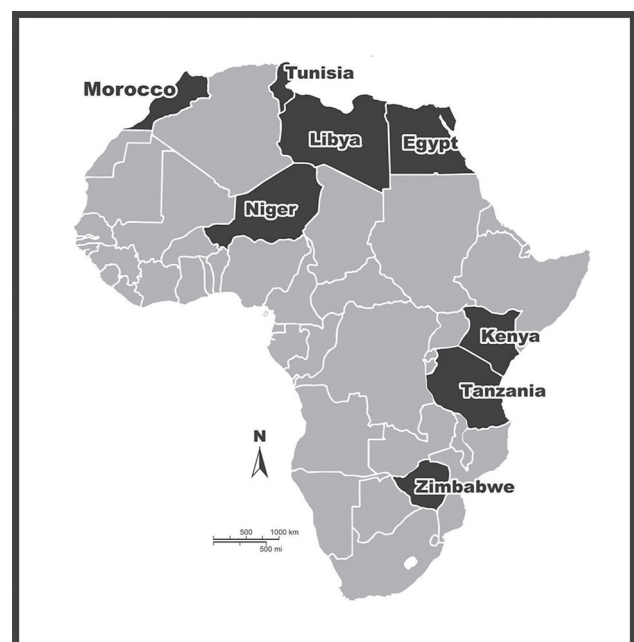 Tunisia
Morocco
Libya
Egypt
Niger
Kenya
Tanzania
N
Zimbabwe
500 1000 km
500 mi